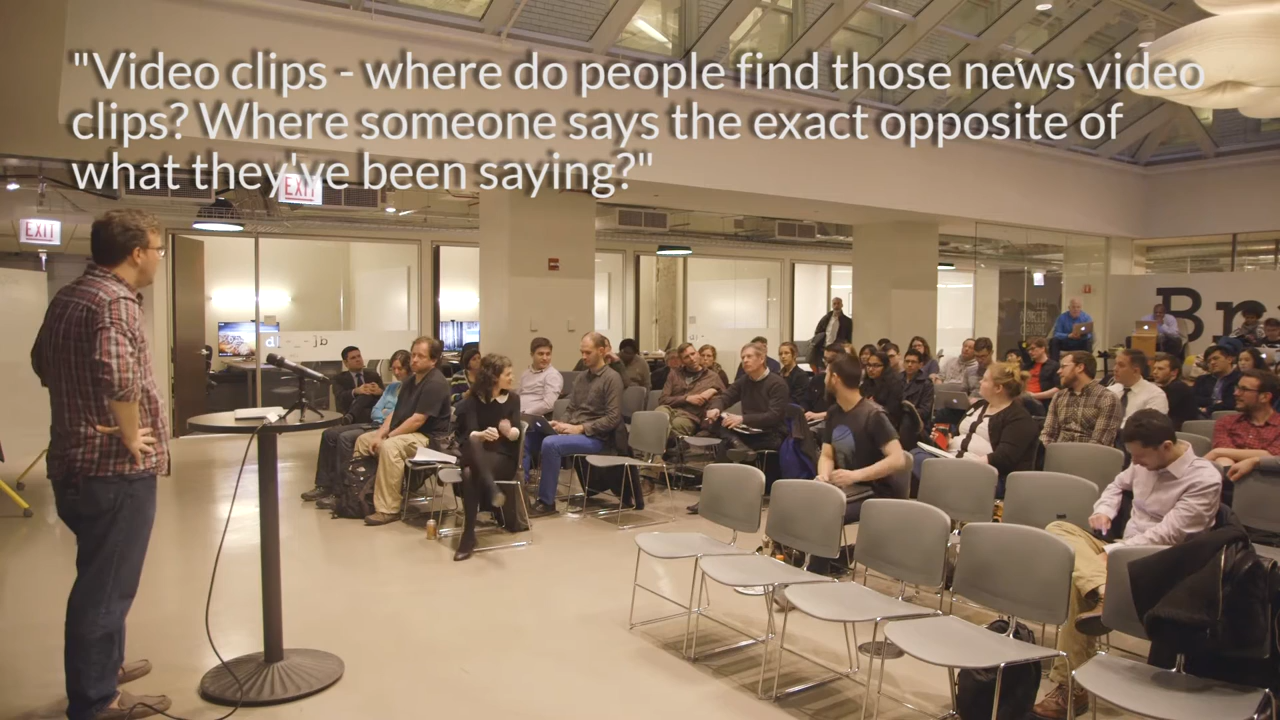 "Video clips - where do people find those news video
clips? Where someone says the exact opposite of
what they've been saying?"
EXIT
EXIT
Br